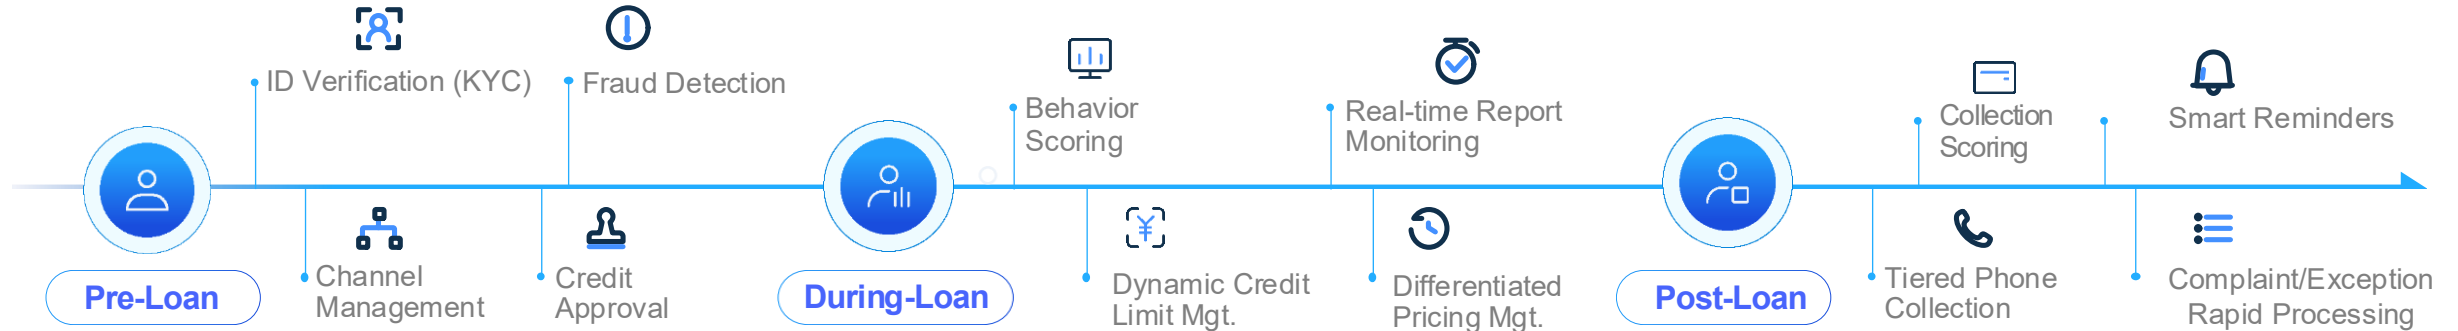 ID Verification (KYC)
Fraud Detection
Channel
Management
Credit
Approval
Pre-Loan
Behavior
Scoring
Real-time Report
Monitoring
Dynamic Credit
Limit Mgt.
Differentiated
Pricing Mgt.
During-Loan
Collection
Scoring
Smart Reminders
Tiered Phone
Collection
Complaint/Exception
Rapid Processing
Post-Loan